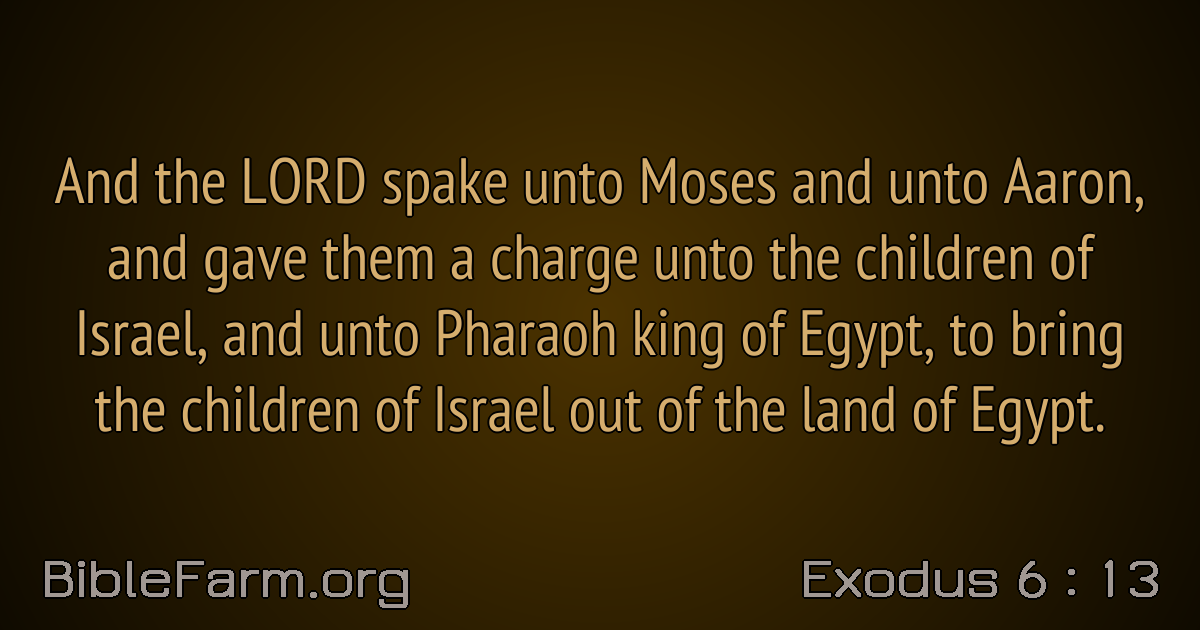 And the LORD spake unto Moses and unto Aaron,
and gave them a charge unto the children of
Israel, and unto Pharaoh king of Egypt, to bring
the children of Israel out of the land of Egypt.
BibleFarm.org
Exodus 6 : 13